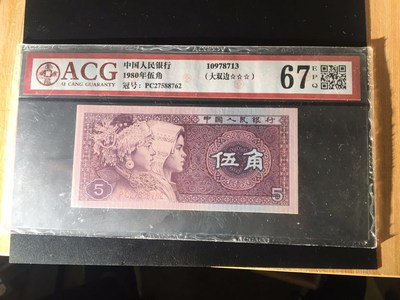 ACG
AI CANG GUARANTY
中国人民银行
1980年伍角
冠号: PC27588762
10978713
(大双边☆☆☆)
67 EPQ
中国人民银行
伍角
5
5